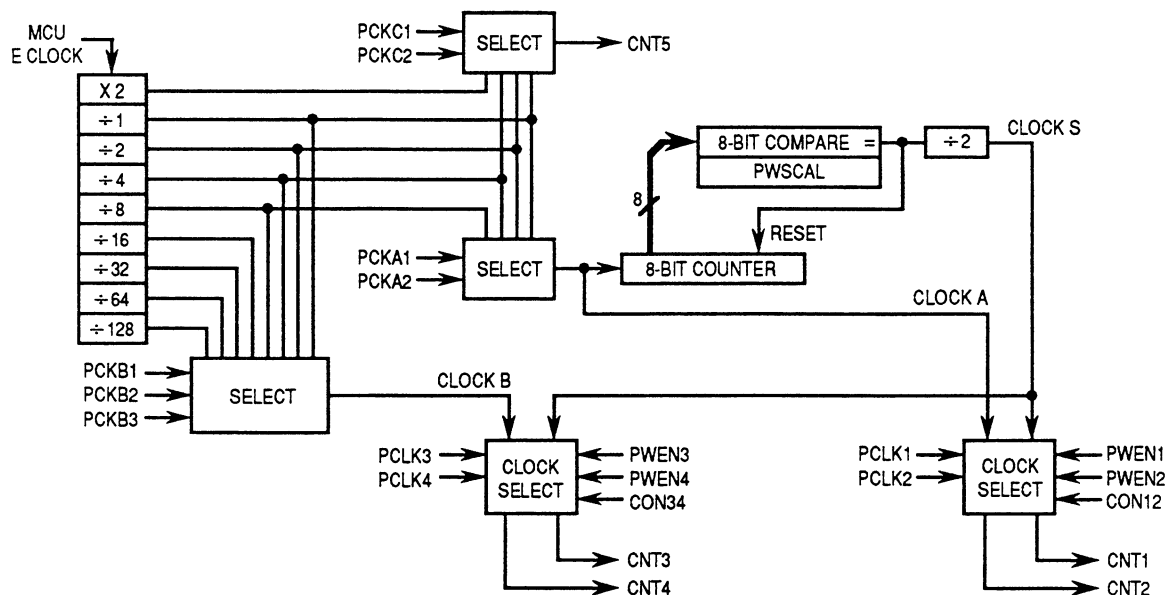 MCU
E CLOCK
X 2
÷ 1
÷ 2
÷ 4
÷ 8
÷ 16
÷ 32
÷ 64
÷ 128
PCKC1
PCKC2
SELECT
CNT5
8-BIT COMPARE =
PWSCAL
÷ 2
CLOCK S
8
RESET
PCKA1
PCKA2
SELECT
8-BIT COUNTER
CLOCK A
PCKB1
PCKB2
PCKB3
SELECT
CLOCK B
PCLK3
PCLK4
CLOCK
SELECT
PWEN3
PWEN4
CON34
CNT3
CNT4
PCLK1
PCLK2
CLOCK
SELECT
PWEN1
PWEN2
CON12
CNT1
CNT2